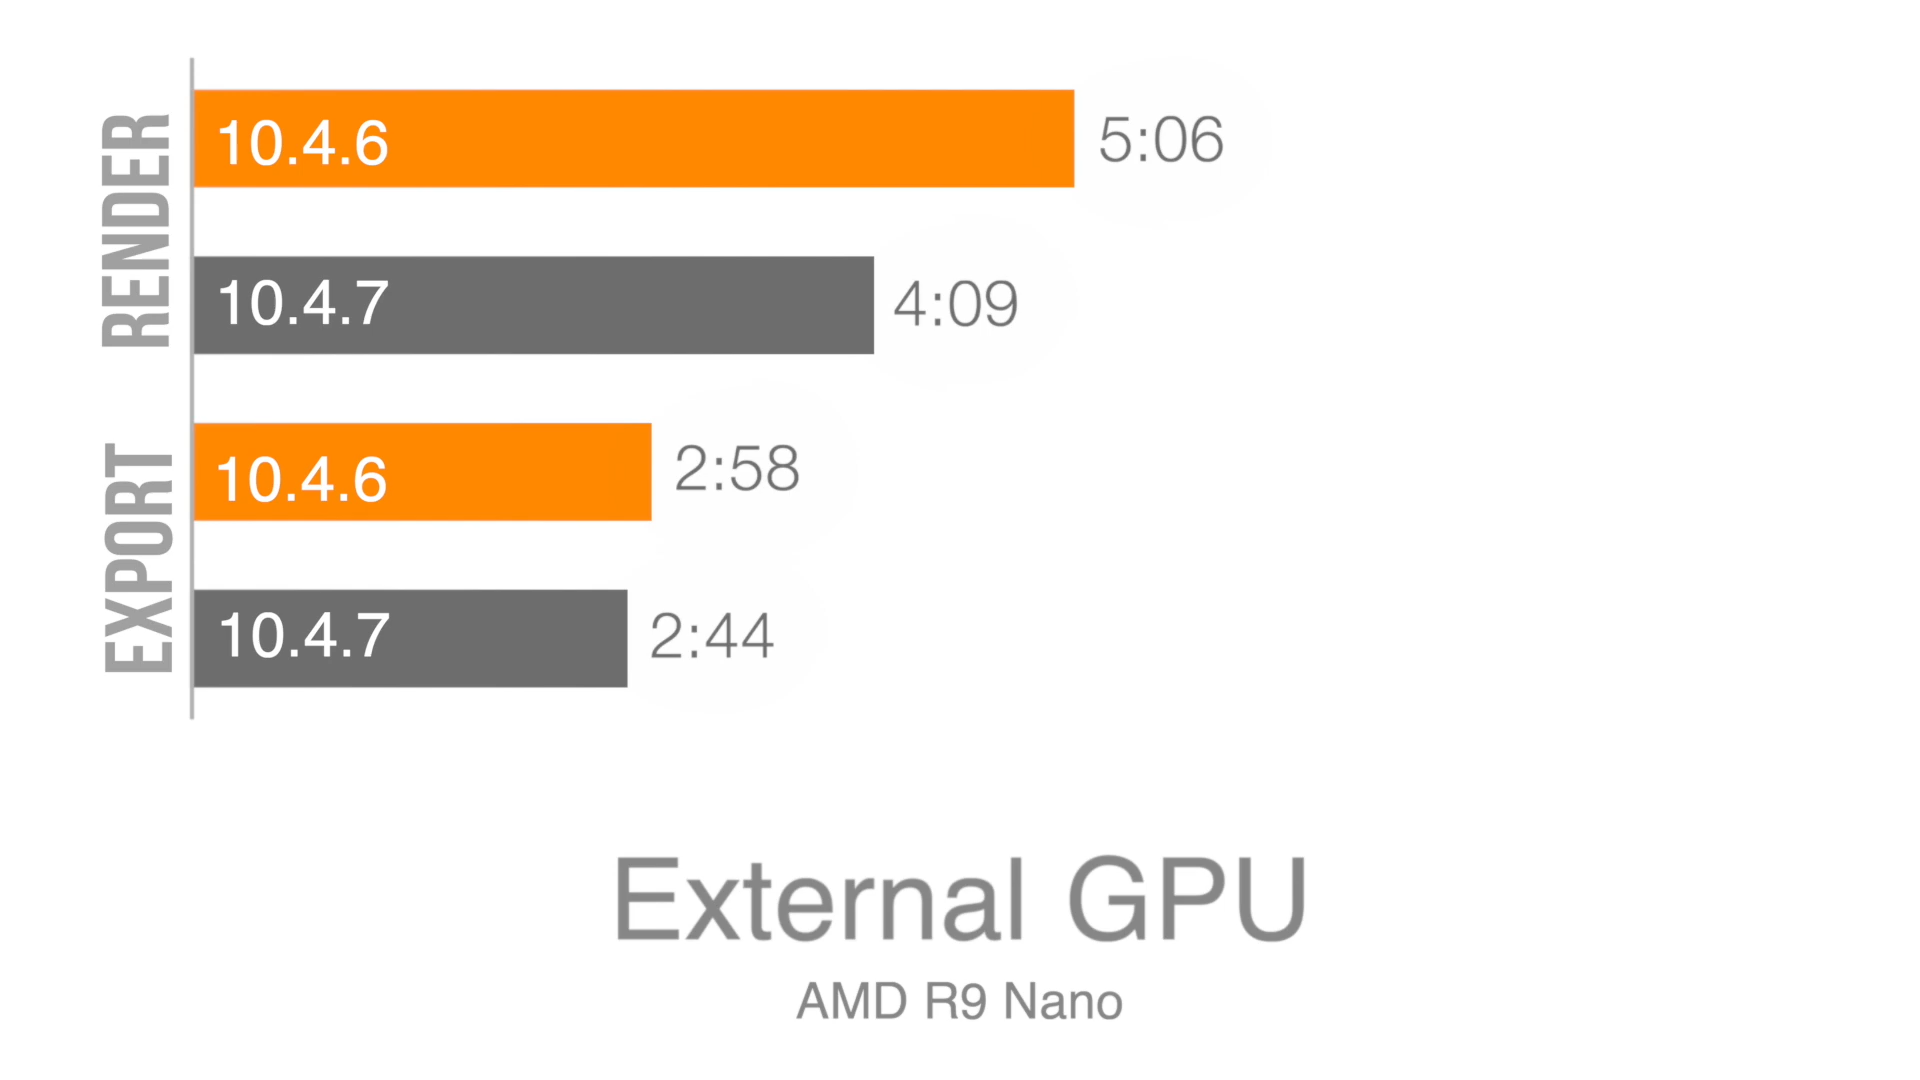 RENDER
10.4.6
5:06
10.4.7
4:09
EXPORT
10.4.6
2:58
10.4.7
2:44
External GPU
AMD R9 Nano